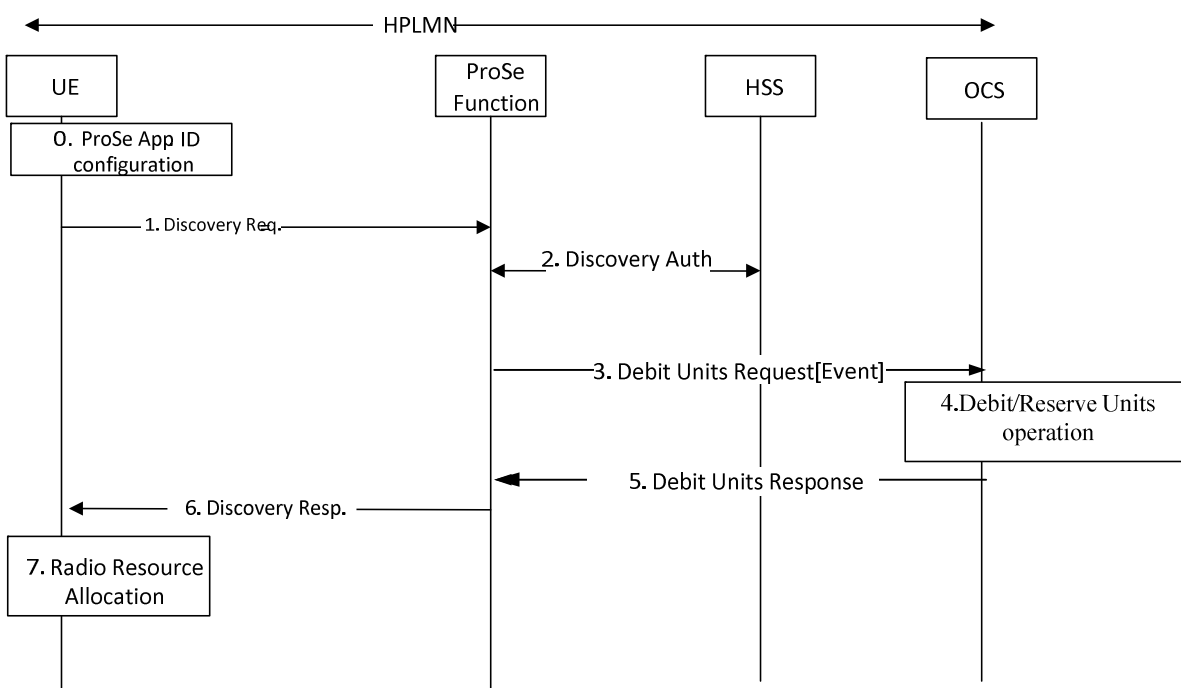 HPLMN
UE
ProSe
Function
HSS
OCS
0. ProSe App ID
configuration
1. Discovery Req.
2. Discovery Auth
3. Debit Units Request[Event]
4.Debit/Reserve Units
operation
5. Debit Units Response
6. Discovery Resp.
7. Radio Resource
Allocation